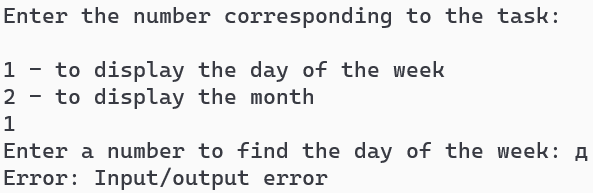 Enter the number corresponding to the task:
1 – to display the day of the week
2 – to display the month
1
Enter a number to find the day of the week: д
Error: Input/output error